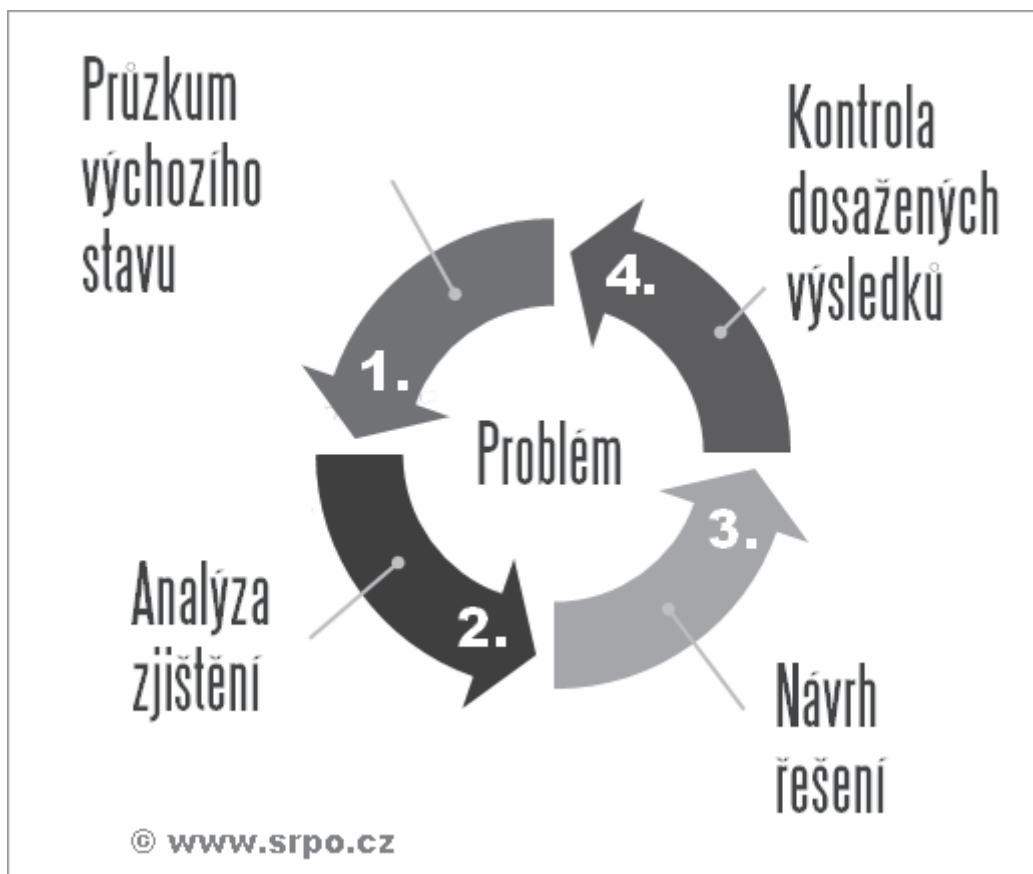 Průzkum
výchozího
stavu
1.
Analýza
zjištění
2.
Návrh
řešení
3.
Kontrola
dosažených
výsledků
4.
Problém
© www.srpo.cz